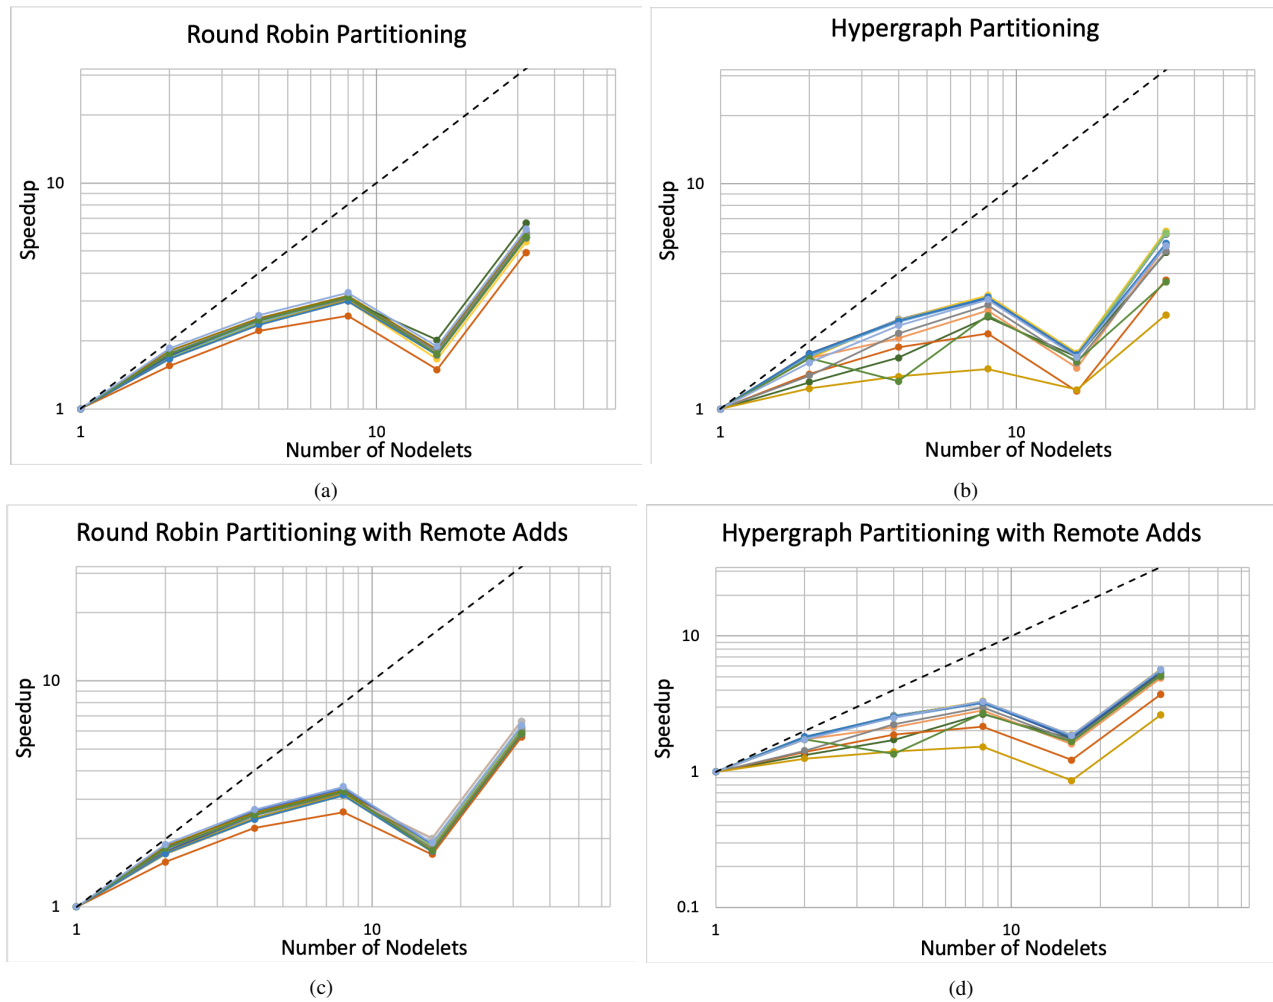 Round Robin Partitioning
Speedup
10
1
1
10
Number of Nodelets
(a)
Hypergraph Partitioning
Speedup
10
1
1
10
Number of Nodelets
(b)
Round Robin Partitioning with Remote Adds
Speedup
10
1
1
10
Number of Nodelets
(c)
Hypergraph Partitioning with Remote Adds
Speedup
10
1
0.1
1
10
Number of Nodelets
(d)